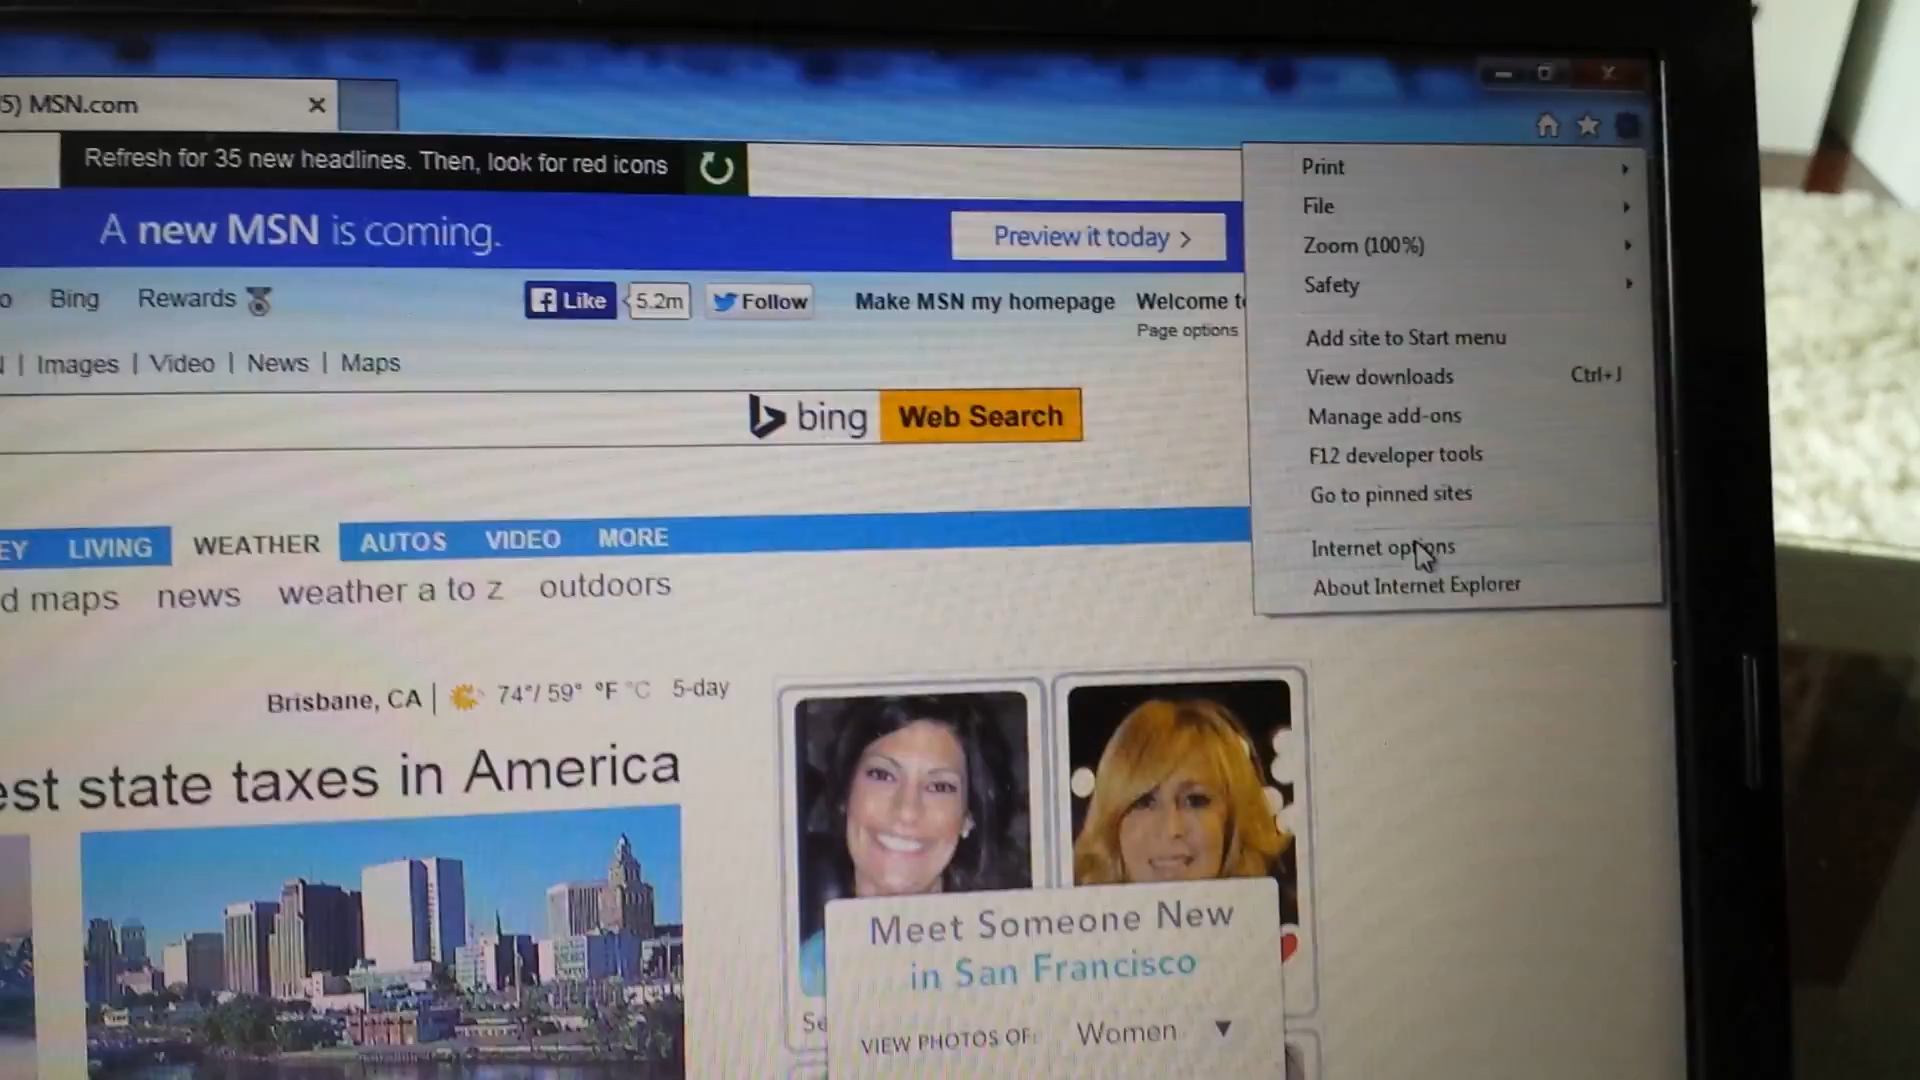 5) MSN.com
Refresh for 35 new headlines. Then, look for red icons
A new MSN is coming.
Preview it today >
Bing Rewards
Like 5.2m Follow
Make MSN my homepage
Welcome
Page options
| Images | Video | News | Maps
bing Web Search
EY LIVING WEATHER AUTOS VIDEO MORE
d maps news weather a to z outdoors
Brisbane, CA | 74°/ 59° °F °C 5-day
est state taxes in America
Meet Someone New
in San Francisco
VIEW PHOTOS OF: Women
Print
File
Zoom (100%)
Safety
Add site to Start menu
View downloads Ctrl+J
Manage add-ons
F12 developer tools
Go to pinned sites
Internet options
About Internet Explorer